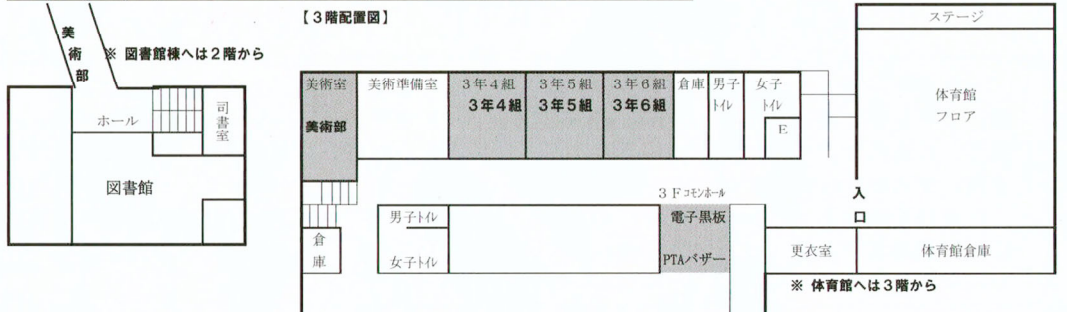 【3階配置図】
美術部
※ 図書館棟へは2階から
ホール
司書室
図書館
美術室
美術部
美術準備室
3年4組
3年4組
3年5組
3年5組
3年6組
3年6組
倉庫
男子
トイレ
女子
トイレ
E
ステージ
体育館
フロア
入口
3Fコモンホール
電子黒板
PTAバザー
男子トイレ
女子トイレ
倉庫
更衣室
体育館倉庫
※ 体育館へは3階から